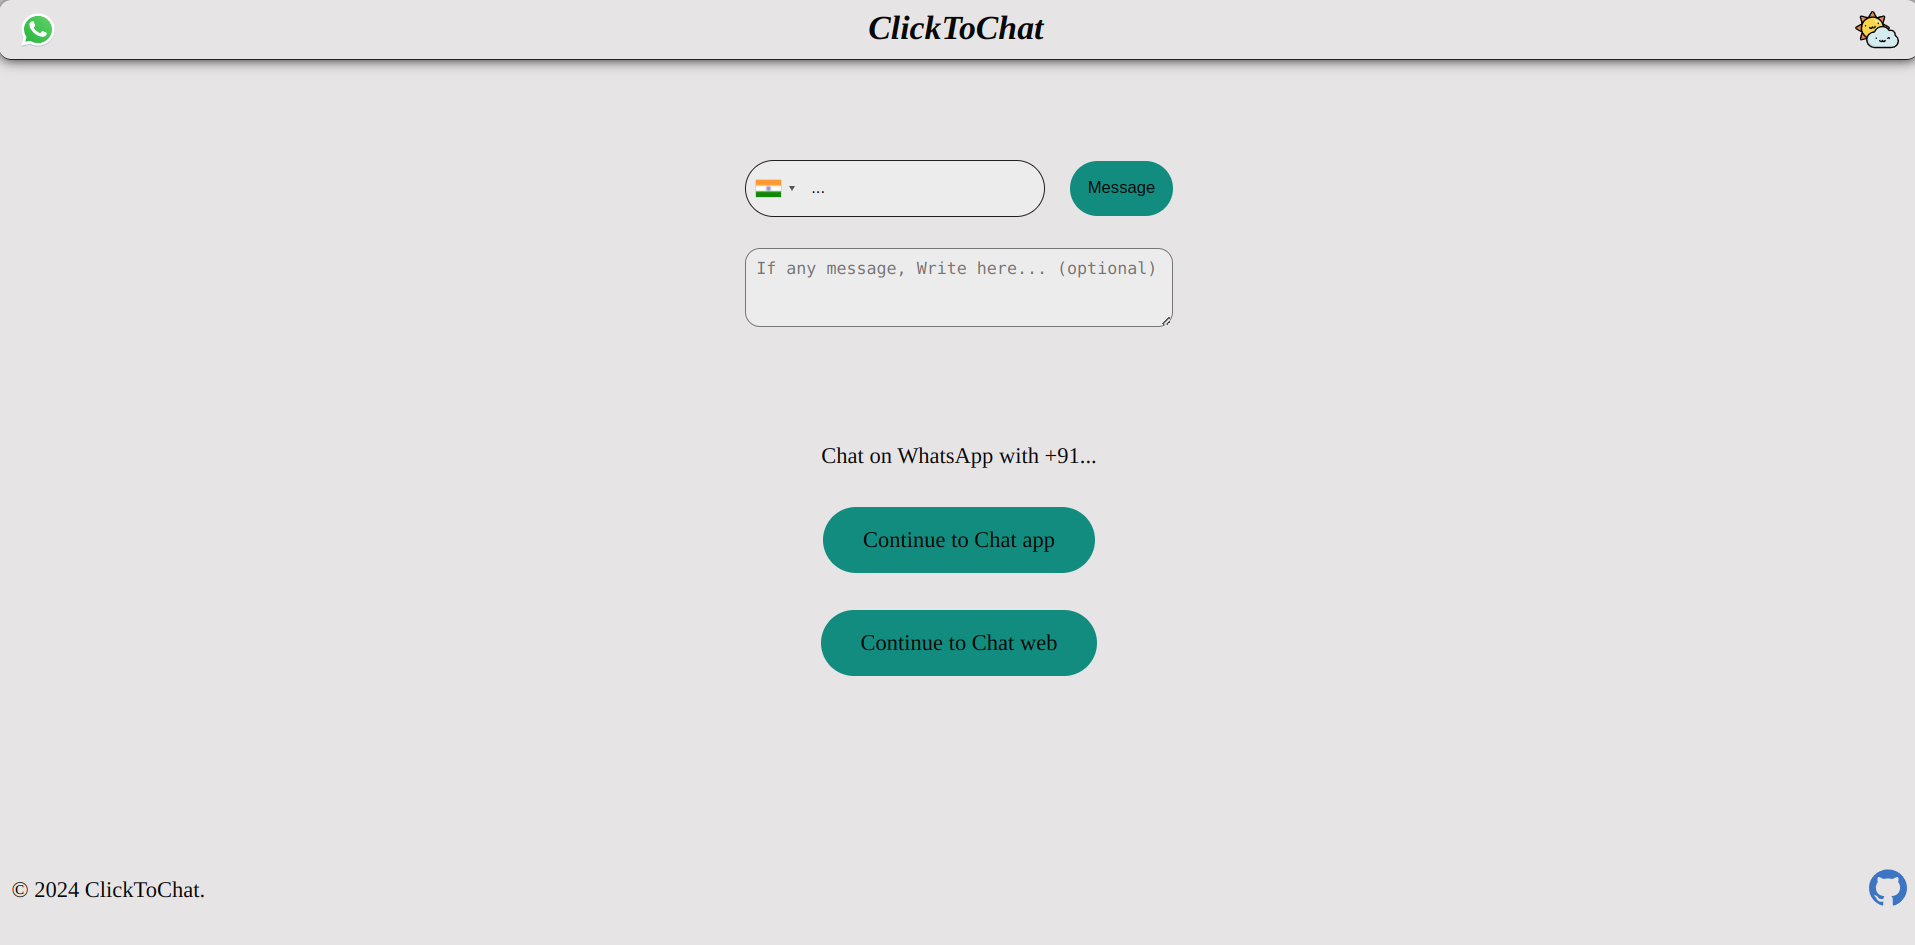 ClickToChat
...
Message
If any message, Write here... (optional)
Chat on WhatsApp with +91...
Continue to Chat app
Continue to Chat web
© 2024 ClickToChat.